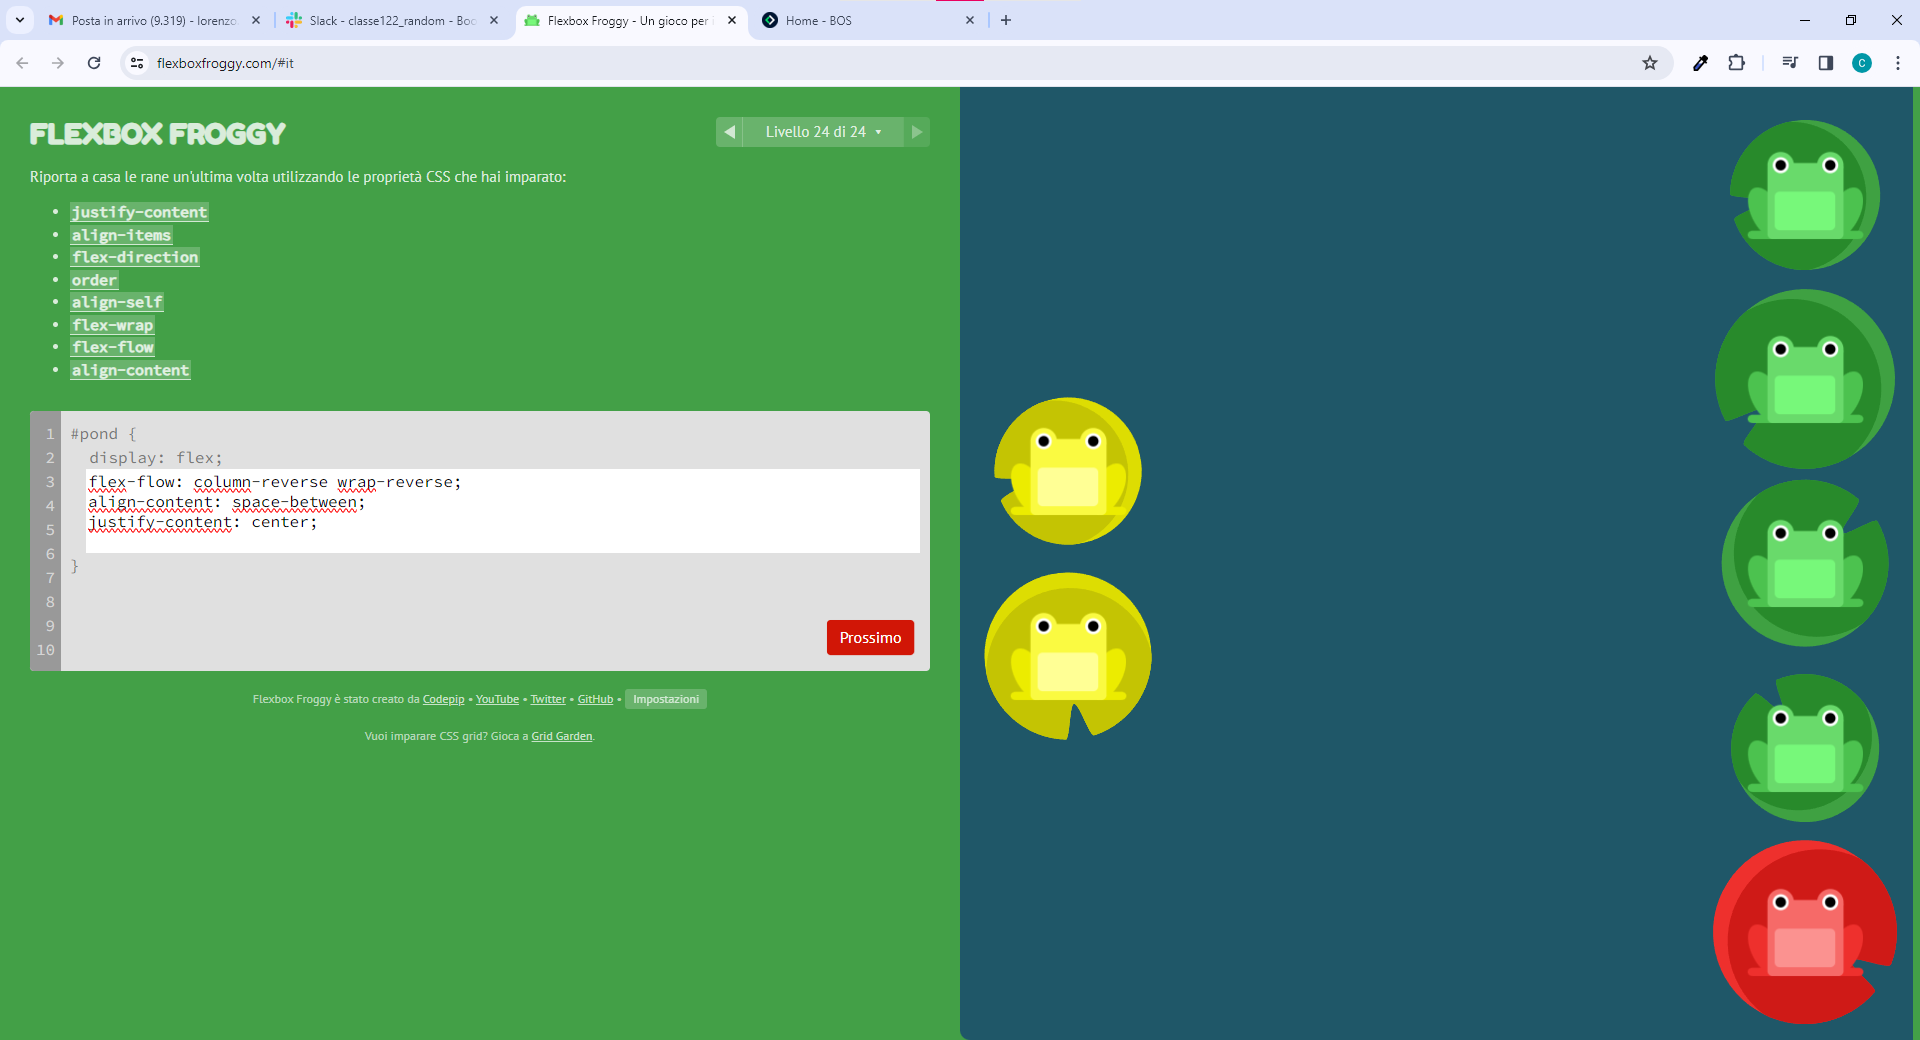 Posta in arrivo (9.319) - lorenzo
Slack - classe122_random - Boo
Flexbox Froggy - Un gioco per i
Home - BOS
flexboxfroggy.com/#it
C
FLEXBOX FROGGY
Livello 24 di 24
Riporta a casa le rane un'ultima volta utilizzando le proprietà CSS che hai imparato:
• justify-content
• align-items
• flex-direction
• order
• align-self
• flex-wrap
• flex-flow
• align-content
1 #pond {
2 display: flex;
3 flex-flow: column-reverse wrap-reverse;
4 align-content: space-between;
5 justify-content: center;
6
}
7
8
9
10
Prossimo
Flexbox Froggy è stato creato da Codepip • YouTube • Twitter • GitHub • Impostazioni
Vuoi imparare CSS grid? Gioca a Grid Garden.